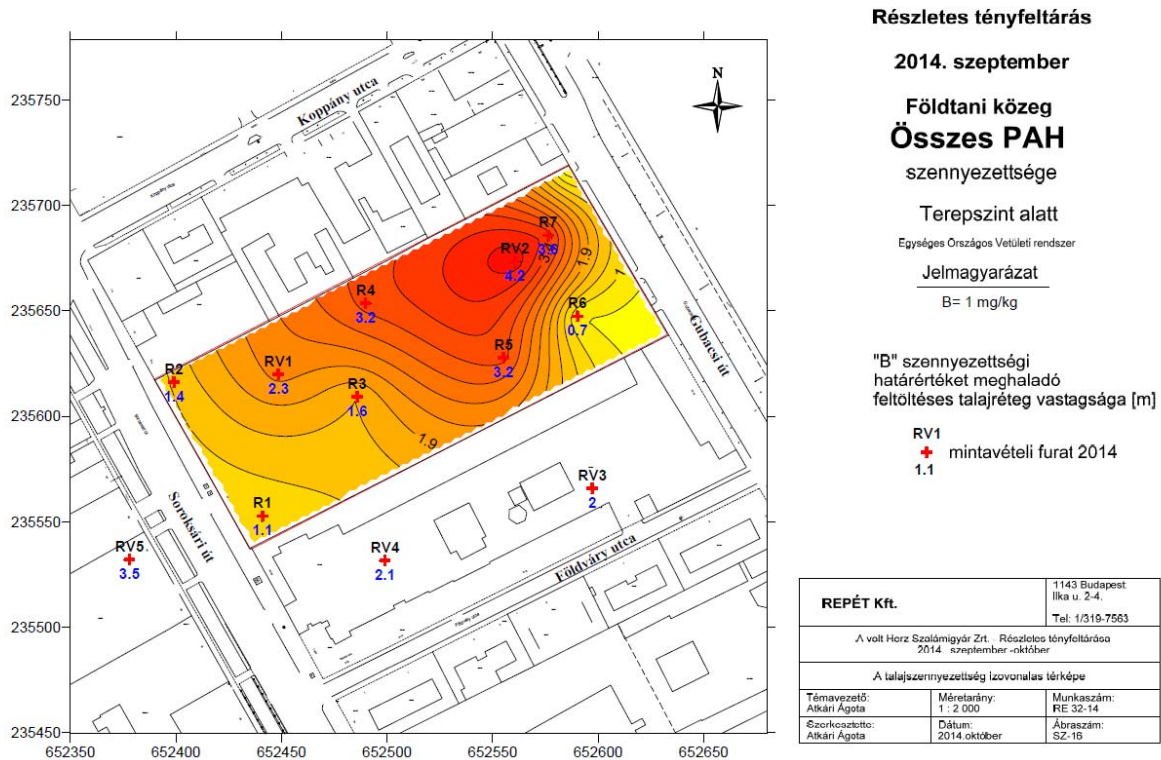 Részletes tényfeltárás
2014. szeptember
Földtani közeg
Összes PAH
szennyezettsége
Terepszint alatt
Egységes Országos Vetületi rendszer
Jelmagyarázat
B= 1 mg/kg
"B" szennyezettségi
határértéket meghaladó
feltöltéses talajréteg vastagsága [m]
RV1
mintavételi furat 2014
1.1
N
235750
235700
235650
235600
235550
235500
235450
652350
652400
652450
652500
652550
652600
652650
Koppány utca
Gubacsi út
Soroksári út
Földváry utca
R7
3.6
RV2
4.2
R4
3.2
R6
0.7
R5
3.2
RV1
2.3
R2
1.4
R3
1.6
R1
1.1
RV3
2
RV4
2.1
RV5
3.5
1.9
1
1.9
REPÉT Kft.
1143 Budapest
Ilka u. 2-4.
Tel: 1/319-7563
A volt Herz Szalámigyár Zrt. - Részletes tényfeltárása
2014. szeptember -október
A talajszennyezettség izovonalas térképe
Témavezető:
Atkári Ágota
Méretarány:
1 : 2 000
Munkaszám:
RE 32-14
Szerkesztette:
Atkári Ágota
Dátum:
2014.október
Ábraszám:
SZ-16